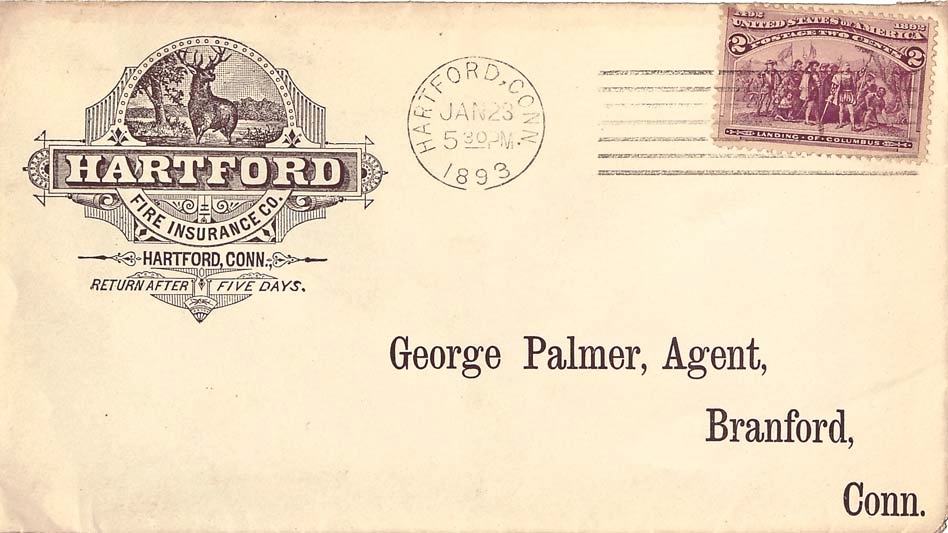 HARTFORD
FIRE INSURANCE CO.
HARTFORD, CONN.,
RETURN AFTER FIVE DAYS.
HARTFORD, CONN.
JAN 23
5 30 PM.
1893
1492 1892
UNITED STATES OF AMERICA
POSTAGE TWO CENTS
2 2
LANDING OF COLUMBUS
George Palmer, Agent,
Branford,
Conn.